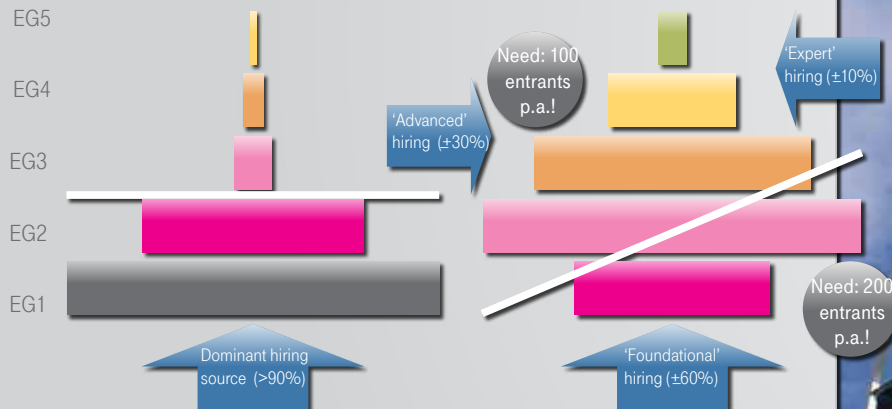 EG5
EG4
EG3
EG2
EG1
Dominant hiring
source (>90%)
'Advanced'
hiring (±30%)
Need: 100
entrants
p.a.!
'Expert'
hiring (±10%)
'Foundational'
hiring (±60%)
Need: 200
entrants
p.a.!